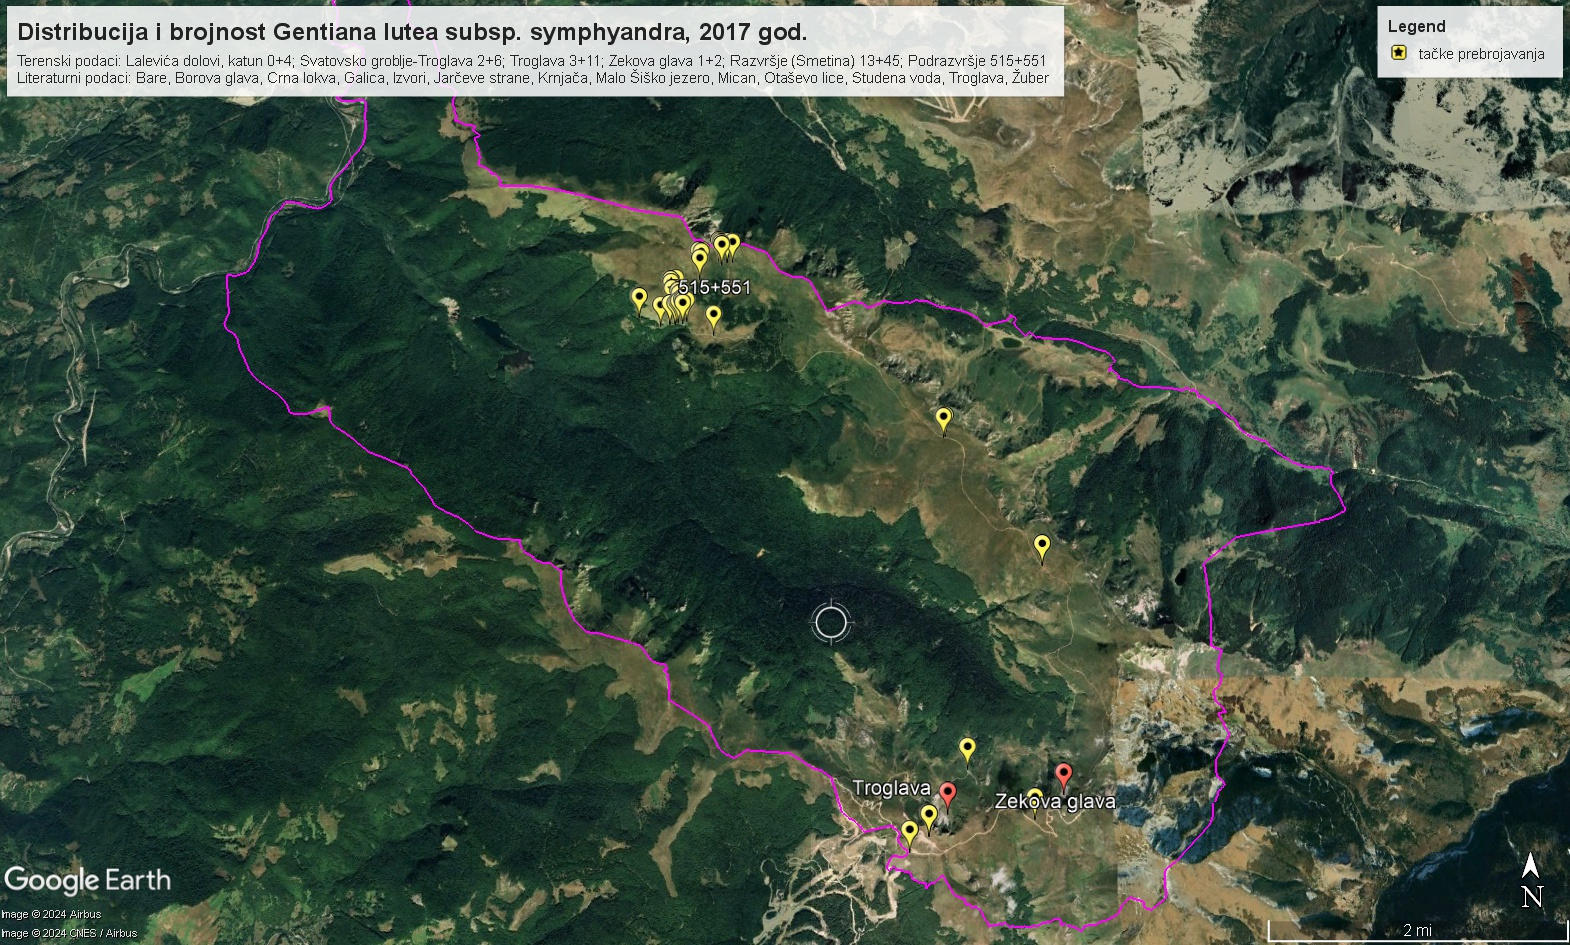 Distribucija i brojnost Gentiana lutea subsp. symphyandra, 2017 god.
Terenski podaci: Lalevića dolovi, katun 0+4; Svatovsko groblje-Troglava 2+6; Troglava 3+11; Zekova glava 1+2; Razvršje (Smetina) 13+45; Podrazvršje 515+551
Literaturni podaci: Bare, Borova glava, Crna lokva, Galica, Izvori, Jarčeve strane, Krnjača, Malo Šiško jezero, Mican, Otaševo lice, Studena voda, Troglava, Žuber
Legend
tačke prebrojavanja
515+551
Troglava
Zekova glava
Google Earth
Image © 2024 Airbus
Image © 2024 CNES / Airbus
N
2 mi